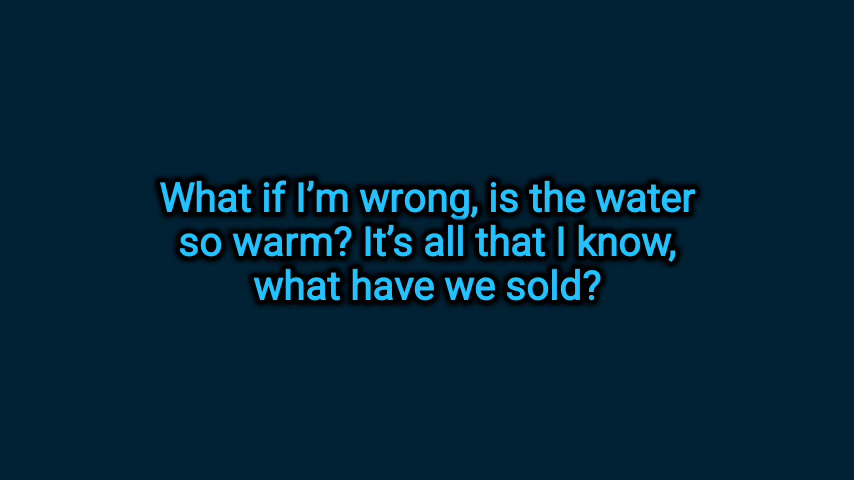 What if I’m wrong, is the water
so warm? It’s all that I know,
what have we sold?